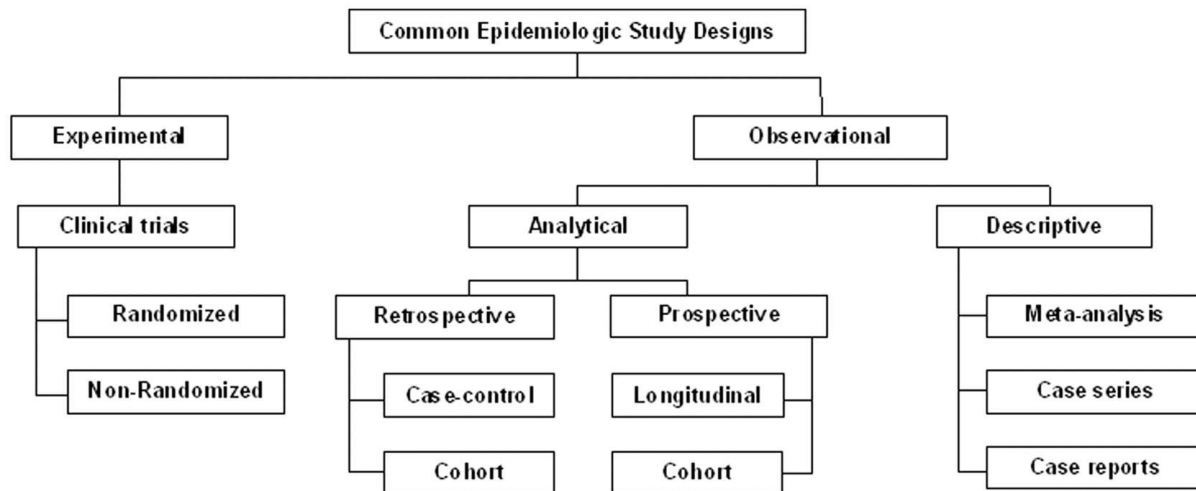 Common Epidemiologic Study Designs
Experimental
Observational
Clinical trials
Analytical
Descriptive
Randomized
Retrospective
Prospective
Meta-analysis
Non-Randomized
Case-control
Longitudinal
Case series
Cohort
Cohort
Case reports